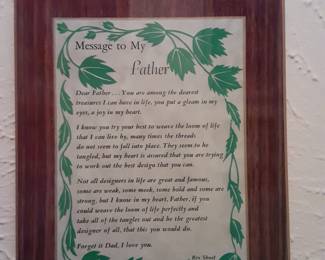 Message to My
Father
Dear Father... You are among the dearest
treasures I can have in life, you put a gleam in my
eyes, a joy in my heart.
I know you try your best to weave the loom of life
that I can live by, many times the threads
do not seem to fall into place. They seem to be
tangled, but my heart is assured that you are trying
to work out the best design that you can.
Not all designers in life are great and famous,
some are weak, some meek, some bold and some are
strong, but I know in my heart, Father, if you
could weave the loom of life perfectly and
take all of the tangles out and be the greatest
designer of all, that this you would do.
Forget it Dad, I love you.